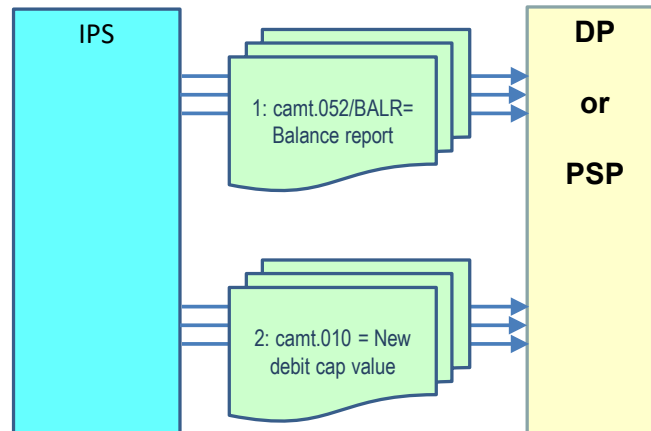 IPS
DP
or
PSP
1: camt.052/BALR=
Balance report
2: camt.010 = New
debit cap value